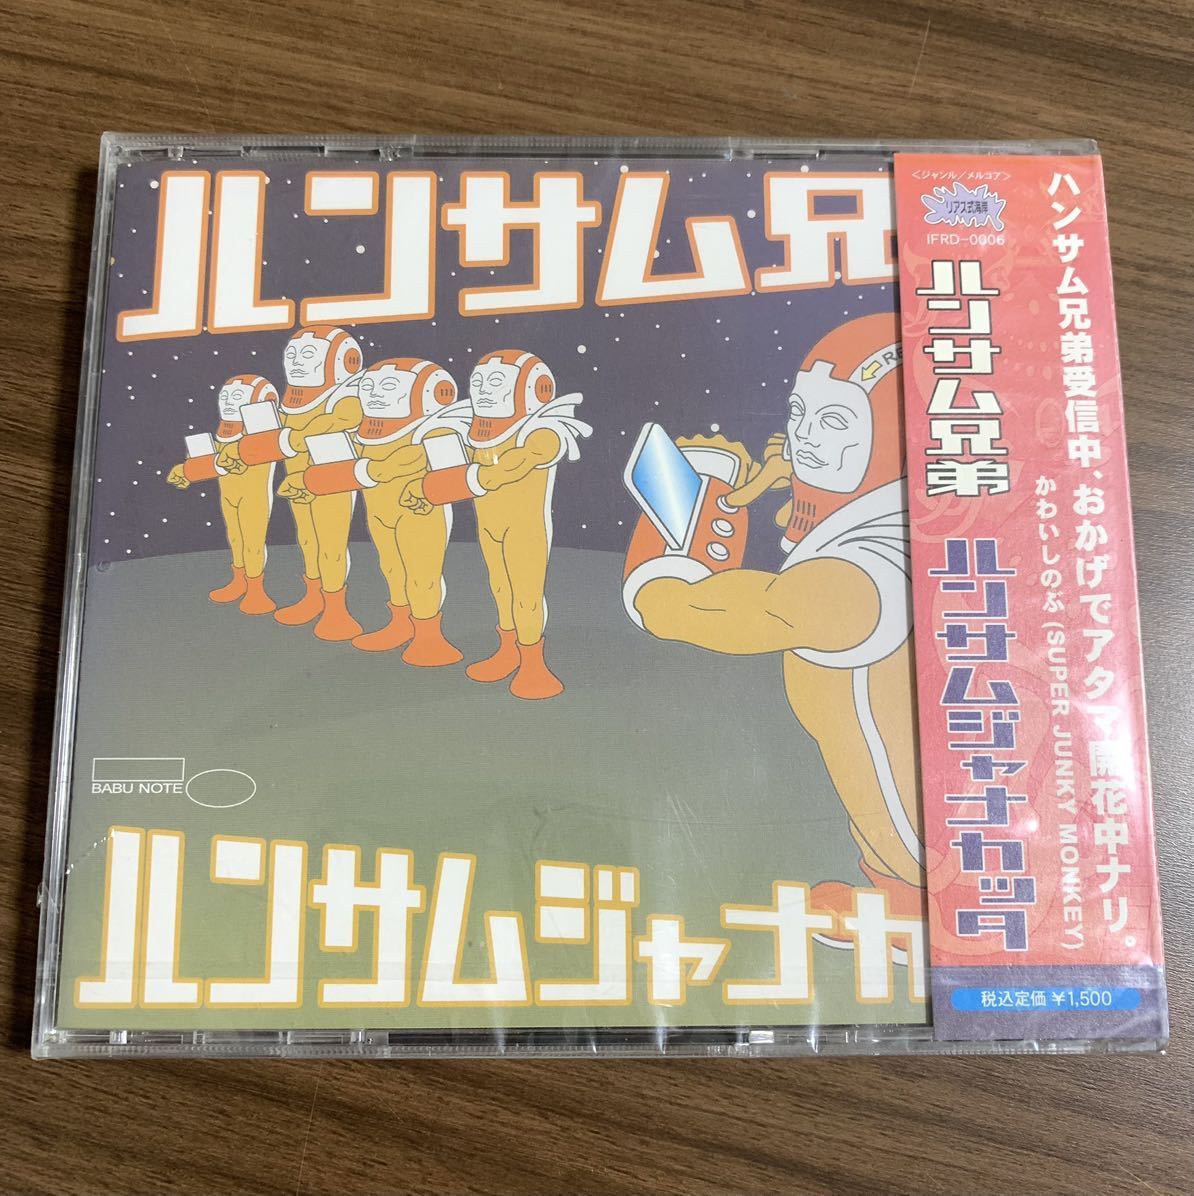 ハンサム兄
RE
BABU NOTE
ハンサムジャナカ
<ジャンル/メルコア>
リアス式海岸
IFRD-0006
ハンサム兄弟
ハンサムジャナカッタ
ハンサム兄弟受信中、おかげでアタマ開花中ナリ。
かわいしのぶ (SUPER JUNKY MONKEY)
税込定価 ¥1,500